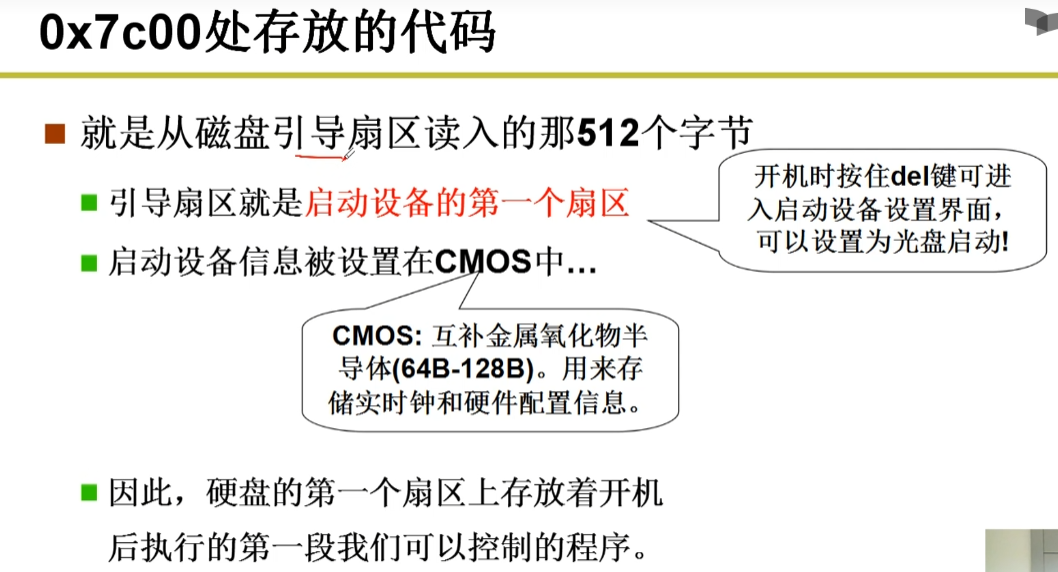 0x7c00处存放的代码
就是从磁盘引导扇区读入的那512个字节
引导扇区就是启动设备的第一个扇区
开机时按住del键可进
入启动设备设置界面，
可以设置为光盘启动!
启动设备信息被设置在CMOS中…
CMOS: 互补金属氧化物半
导体(64B-128B)。用来存
储实时钟和硬件配置信息。
因此，硬盘的第一个扇区上存放着开机
后执行的第一段我们可以控制的程序。